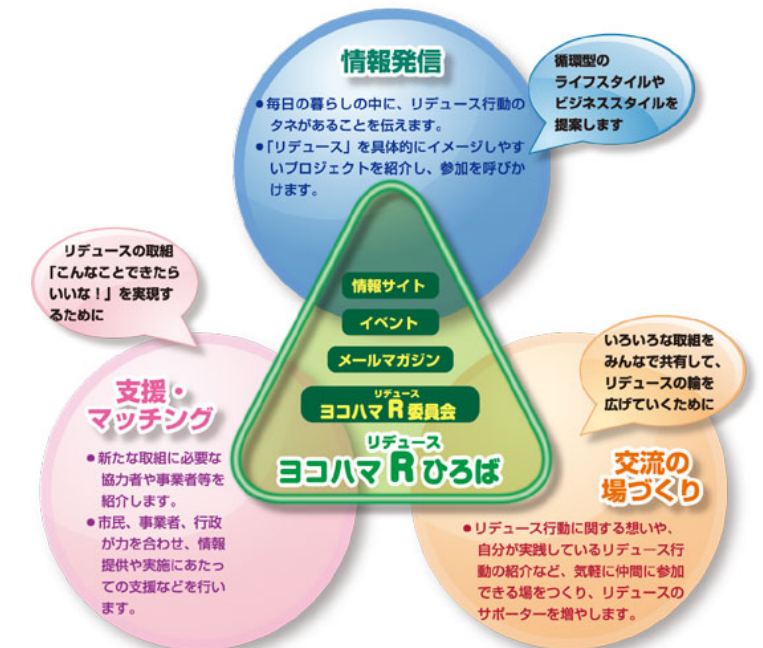 情報発信
●毎日の暮らしの中に、リデュース行動の
タネがあることを伝えます。
●「リデュース」を具体的にイメージしやす
いプロジェクトを紹介し、参加を呼びか
けます。
循環型の
ライフスタイルや
ビジネススタイルを
提案します
リデュースの取組
「こんなことできたら
いいな！」を実現す
るために
支援・
マッチング
●新たな取組に必要な
協力者や事業者等を
紹介します。
●市民、事業者、行政
が力を合わせ、情報
提供や実施にあたっ
ての支援などを行い
ます。
情報サイト
イベント
メールマガジン
リデュース
ヨコハマ R 委員会
リデュース
ヨコハマ R ひろば
いろいろな取組を
みんなで共有して、
リデュースの輪を
広げていくために
交流の
場づくり
●リデュース行動に関する想いや、
自分が実践しているリデュース行
動の紹介など、気軽に仲間に参加
できる場をつくり、リデュースの
サポーターを増やします。